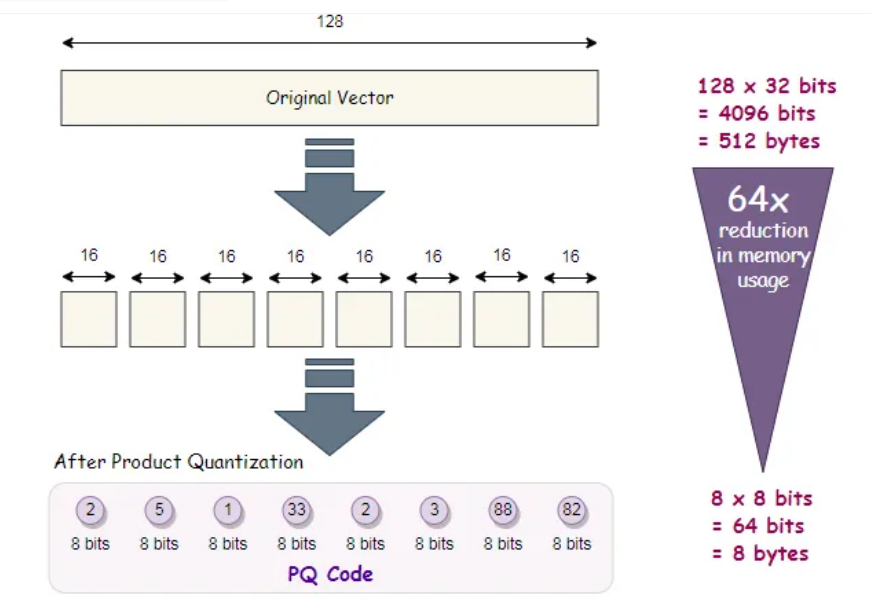 128
Original Vector
128 x 32 bits
= 4096 bits
= 512 bytes
64x
reduction
in memory
usage
16 16 16 16 16 16 16 16
After Product Quantization
2 5 1 33 2 3 88 82
8 bits 8 bits 8 bits 8 bits 8 bits 8 bits 8 bits 8 bits
PQ Code
8 x 8 bits
= 64 bits
= 8 bytes